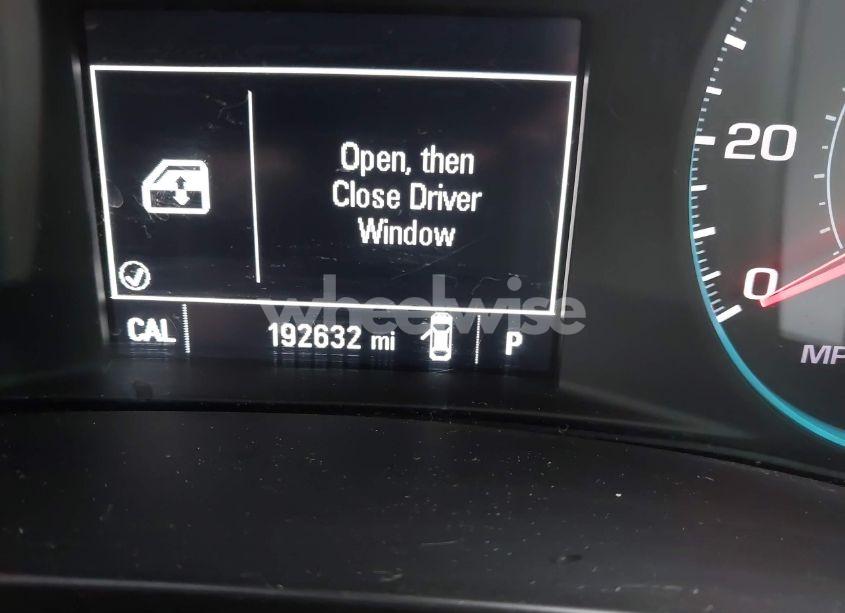 Open, then
Close Driver
Window
20
0
CAL
192632 mi
P
wheelwise